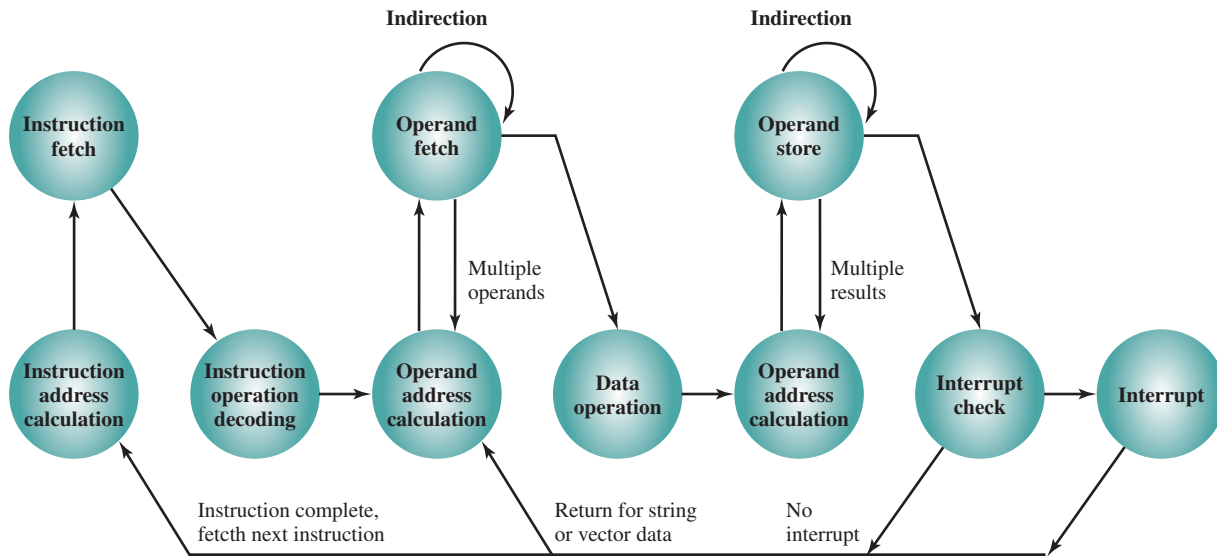 Indirection
Indirection
Instruction
fetch
Operand
fetch
Operand
store
Multiple
operands
Multiple
results
Instruction
address
calculation
Instruction
operation
decoding
Operand
address
calculation
Data
operation
Operand
address
calculation
Interrupt
check
Interrupt
Instruction complete,
fetcth next instruction
Return for string
or vector data
No
interrupt